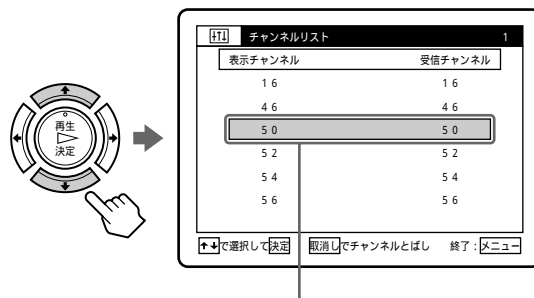 再生
決定
チャンネルリスト 1
表示チャンネル 受信チャンネル
16 16
46 46
50 50
52 52
54 54
56 56
↑↓で選択して決定 取消しでチャンネルとばし 終了:メニュー